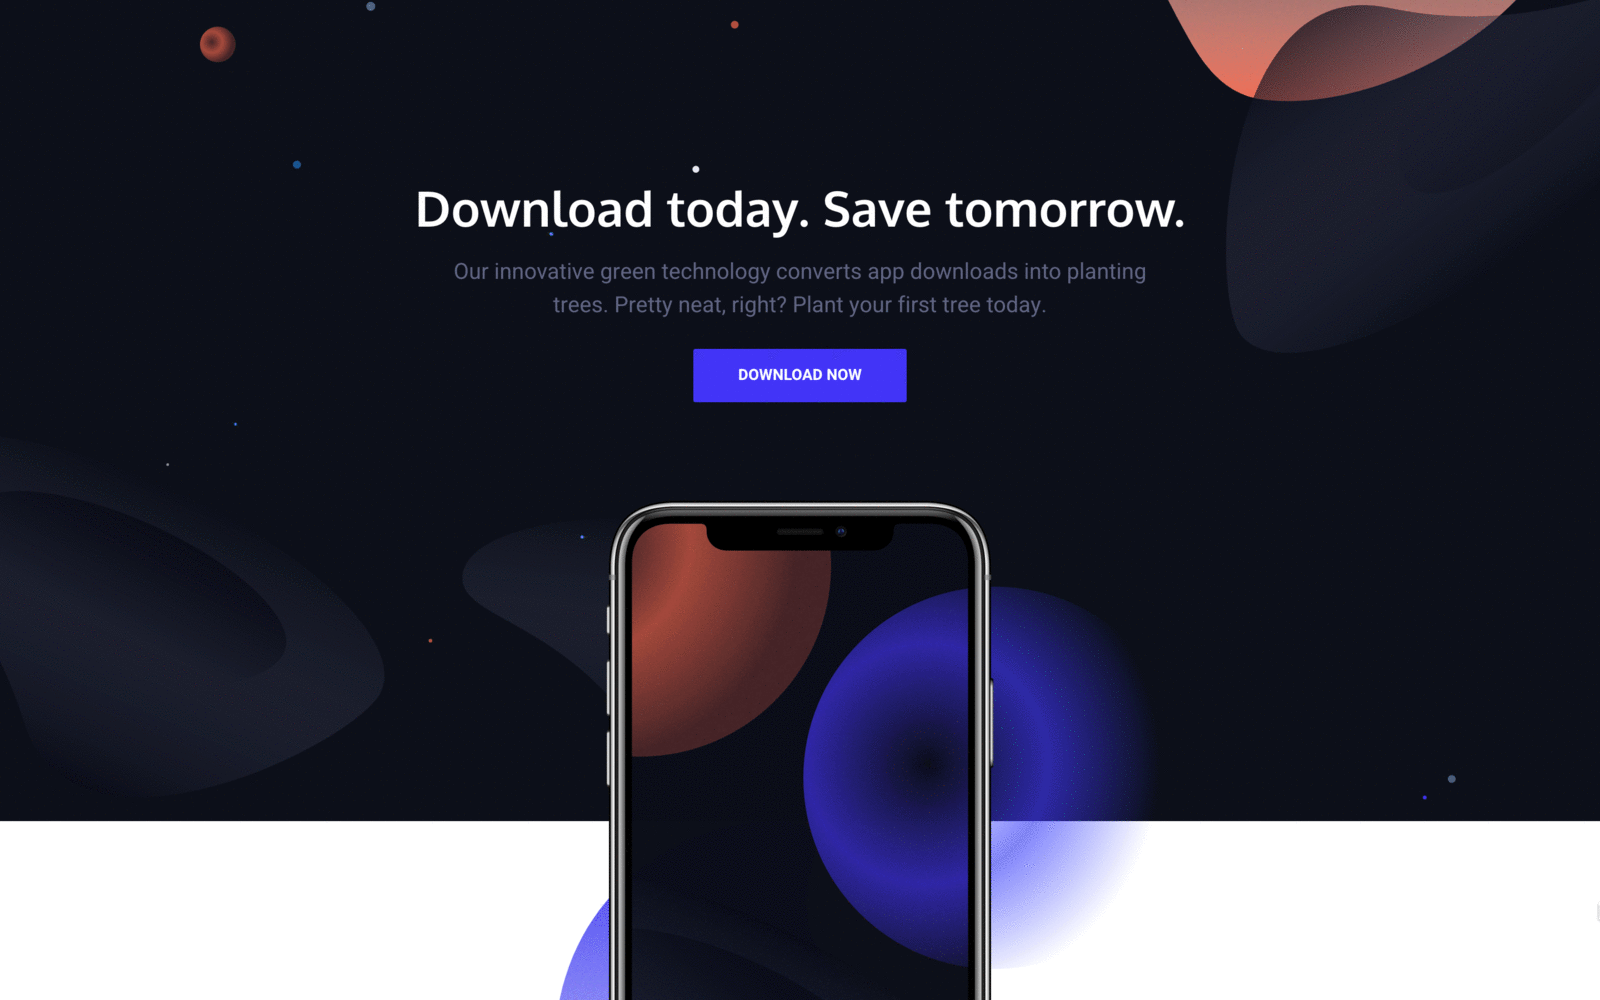 Download today. Save tomorrow.
Our innovative green technology converts app downloads into planting
trees. Pretty neat, right? Plant your first tree today.
DOWNLOAD NOW